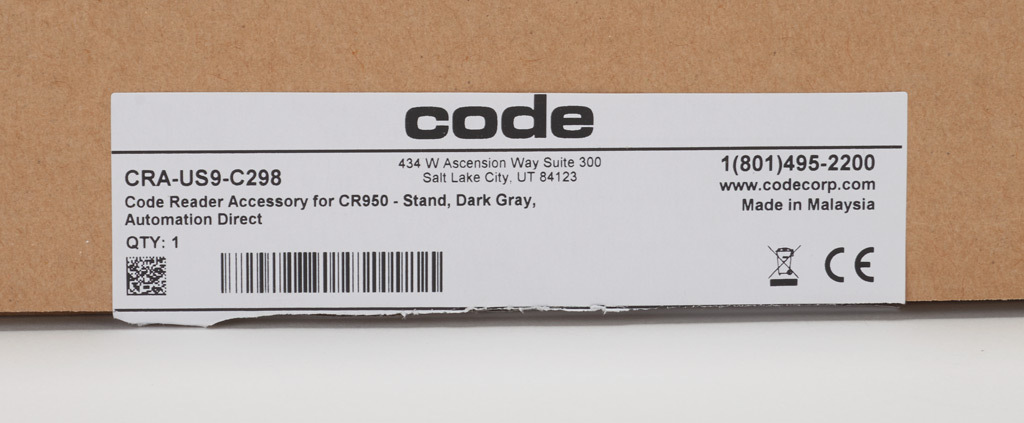 code
434 W Ascension Way Suite 300
Salt Lake City, UT 84123
1(801)495-2200
www.codecorp.com
Made in Malaysia
CRA-US9-C298
Code Reader Accessory for CR950 - Stand, Dark Gray,
Automation Direct
QTY: 1
CE